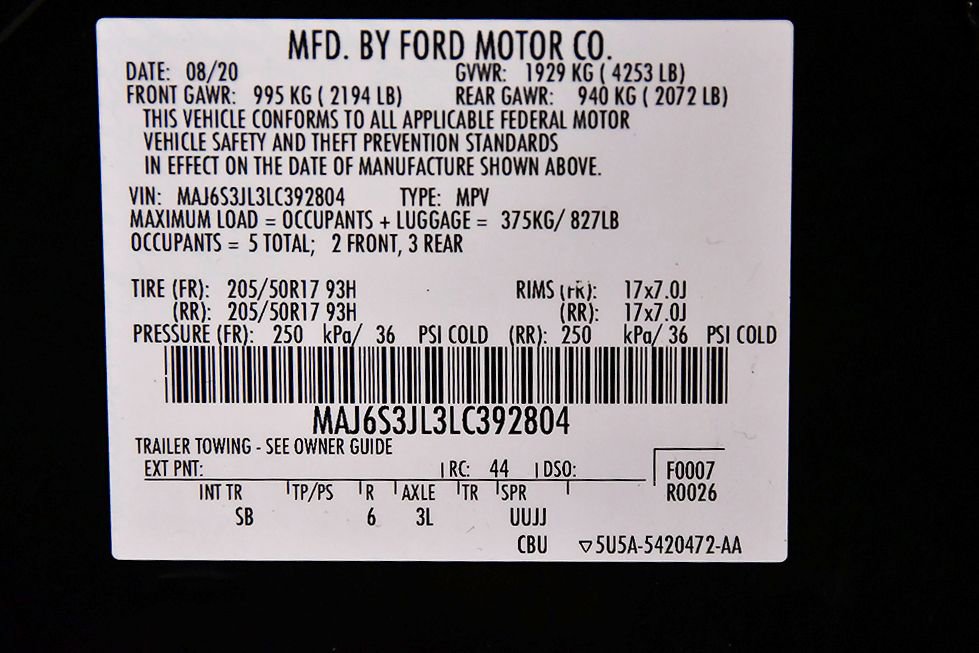 MFD. BY FORD MOTOR CO.
DATE: 08/20 GVWR: 1929 KG ( 4253 LB)
FRONT GAWR: 995 KG ( 2194 LB) REAR GAWR: 940 KG ( 2072 LB)
THIS VEHICLE CONFORMS TO ALL APPLICABLE FEDERAL MOTOR
VEHICLE SAFETY AND THEFT PREVENTION STANDARDS
IN EFFECT ON THE DATE OF MANUFACTURE SHOWN ABOVE.
VIN: MAJ6S3JL3LC392804 TYPE: MPV
MAXIMUM LOAD = OCCUPANTS + LUGGAGE = 375KG/ 827LB
OCCUPANTS = 5 TOTAL; 2 FRONT, 3 REAR
TIRE (FR): 205/50R17 93H RIMS (FR): 17x7.0J
(RR): 205/50R17 93H (RR): 17x7.0J
PRESSURE (FR): 250 kPa/ 36 PSI COLD (RR): 250 kPa/ 36 PSI COLD
MAJ6S3JL3LC392804
TRAILER TOWING - SEE OWNER GUIDE
EXT PNT: RC: 44 DSO: F0007
INT TR TP/PS R AXLE TR SPR R0026
SB 6 3L UUJJ
CBU ▽5U5A-5420472-AA